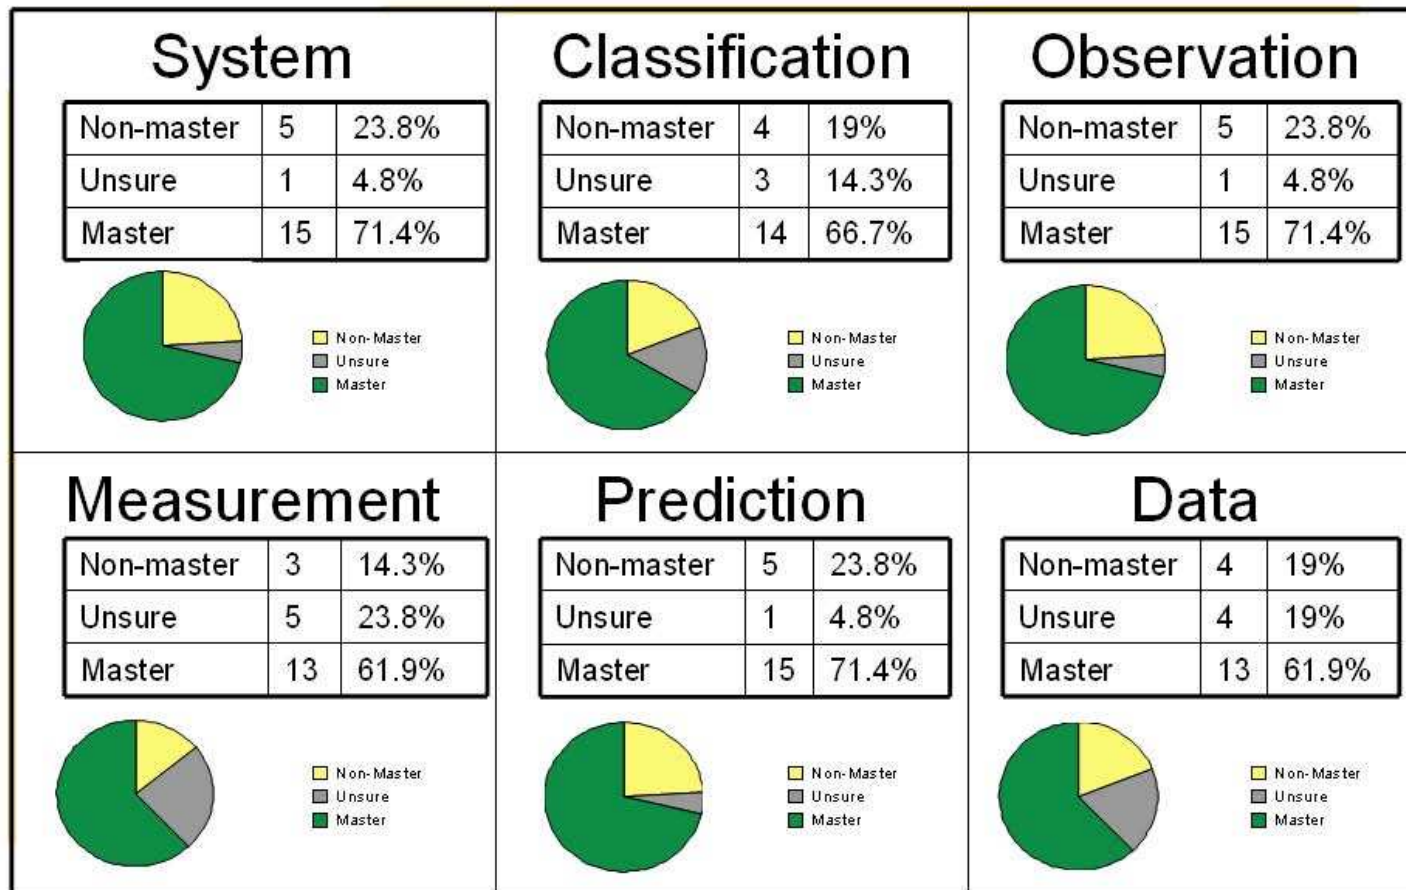 System
Non-master 5 23.8%
Unsure 1 4.8%
Master 15 71.4%
Non-Master
Unsure
Master
Classification
Non-master 4 19%
Unsure 3 14.3%
Master 14 66.7%
Non-Master
Unsure
Master
Observation
Non-master 5 23.8%
Unsure 1 4.8%
Master 15 71.4%
Non-Master
Unsure
Master
Measurement
Non-master 3 14.3%
Unsure 5 23.8%
Master 13 61.9%
Non-Master
Unsure
Master
Prediction
Non-master 5 23.8%
Unsure 1 4.8%
Master 15 71.4%
Non-Master
Unsure
Master
Data
Non-master 4 19%
Unsure 4 19%
Master 13 61.9%
Non-Master
Unsure
Master